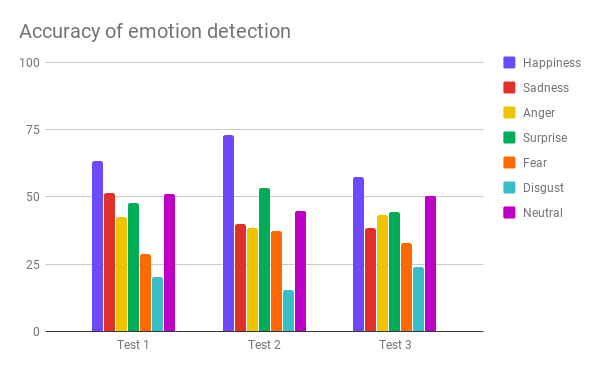 Accuracy of emotion detection
100
75
50
25
0
Test 1
Test 2
Test 3
Happiness
Sadness
Anger
Surprise
Fear
Disgust
Neutral